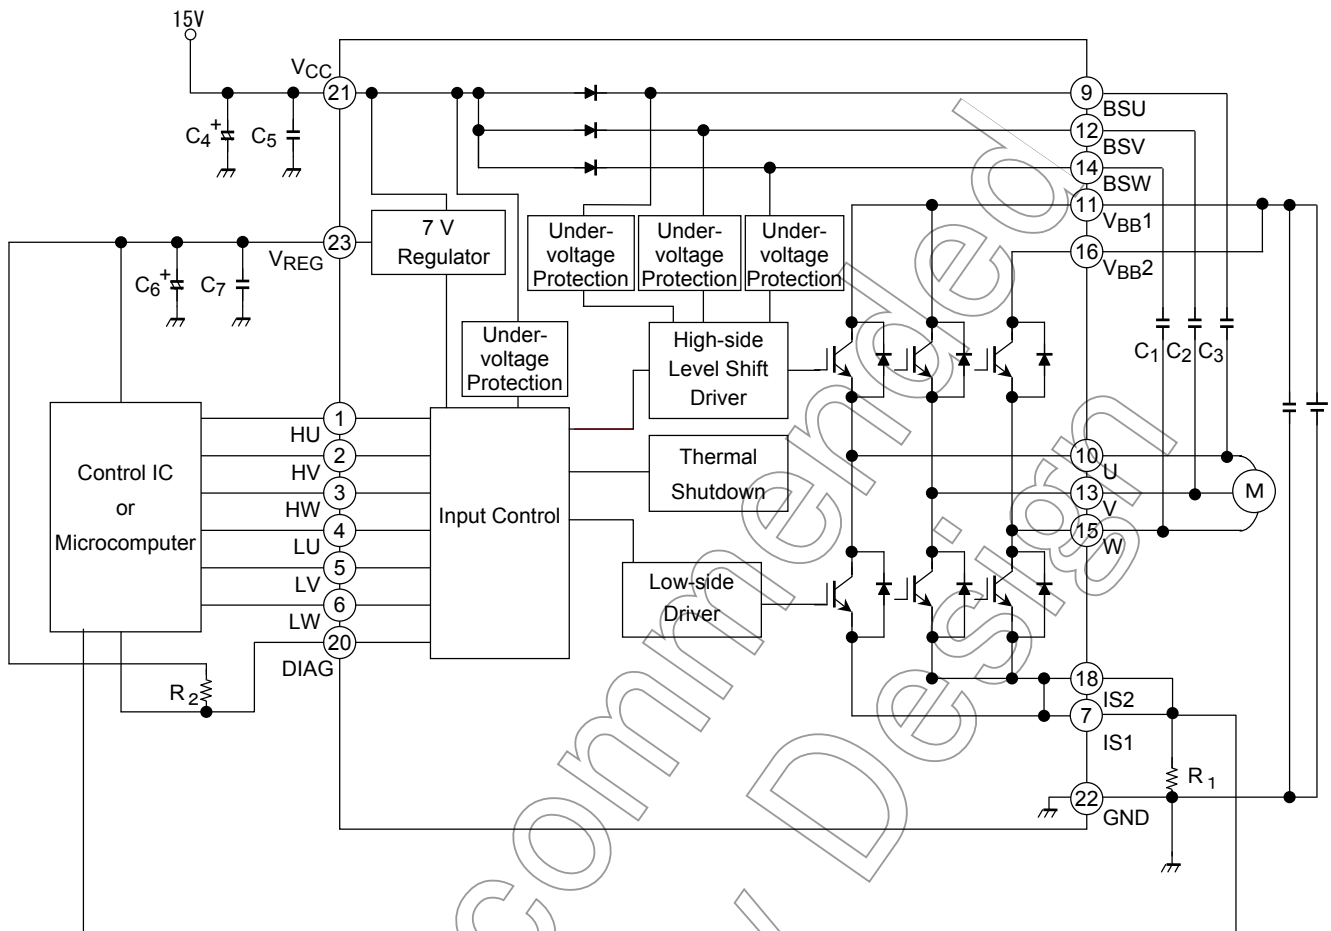 15V
VCC
21
C4
+
C5
9
BSU
12
BSV
14
BSW
11
VBB1
16
VBB2
7 V
Regulator
23
VREG
C6
+
C7
Under-
voltage
Protection
Under-
voltage
Protection
Under-
voltage
Protection
Under-
voltage
Protection
High-side
Level Shift
Driver
C1
C2
C3
Control IC
or
Microcomputer
1
HU
2
HV
3
HW
4
LU
5
LV
6
LW
20
DIAG
R2
Input Control
Thermal
Shutdown
Low-side
Driver
10
U
13
V
15
W
M
18
IS2
7
IS1
R1
22
GND
commended
w Design